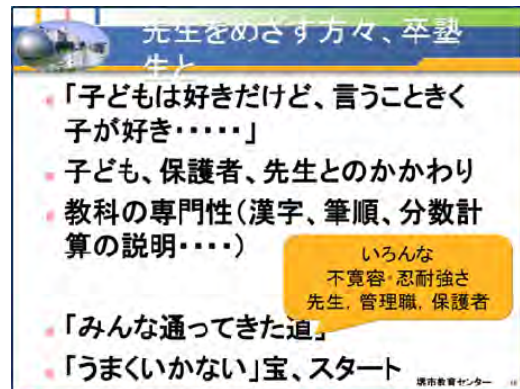 先生をめざす方々、卒塾
生と
「子どもは好きだけど、言うこときく
子が好き・・・・・」
子ども、保護者、先生とのかかわり
教科の専門性(漢字、筆順、分数計
算の説明・・・・)
いろんな
不寛容・忍耐強さ
先生，管理職，保護者
「みんな通ってきた道」
「うまくいかない」宝、スタート
堺市教育センター